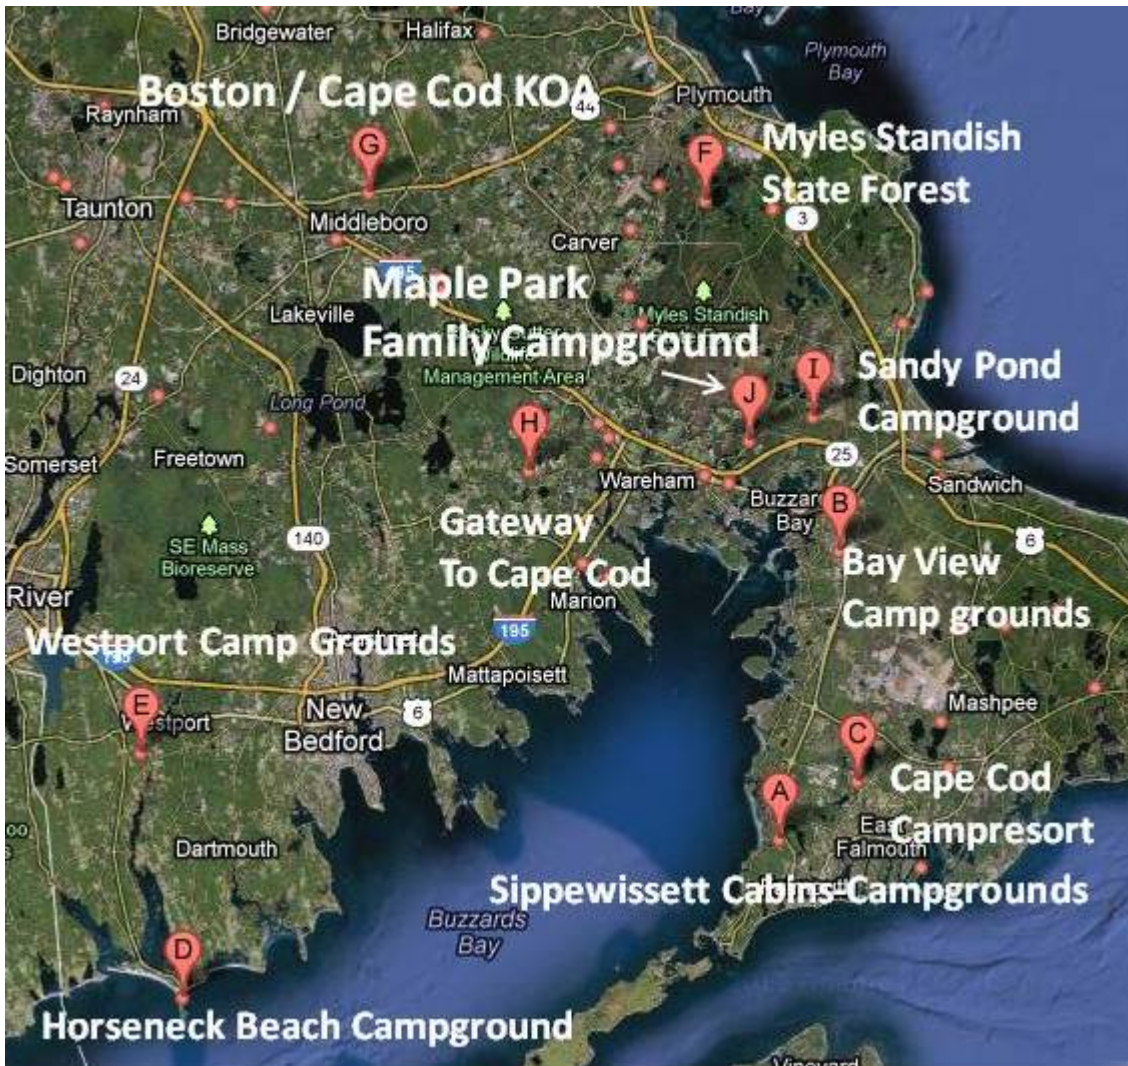 Bay
Bridgewater
Halifax
Plymouth
Bay
Boston / Cape Cod KOA
44
Plymouth
Raynham
G
F
Myles Standish
State Forest
Taunton
Middleboro
3
Carver
495
Maple Park
Lakeville
Myles Standish
Family Campground
Management Area
Dighton
24
Long Pond
J
I
Sandy Pond
Campground
H
Somerset
Freetown
25
Wareham
Sandwich
Buzzards
Bay
B
Gateway
To Cape Cod
140
SE Mass
Bioreserve
6
Bay View
Camp grounds
River
Marion
195
Westport Camp Grounds
195
Mattapoisett
E
Westport
New
Bedford
6
Mashpee
C
A
Cape Cod
Campresort
East
Falmouth
Dartmouth
Sippewissett Cabins-Campgrounds
Buzzards
Bay
D
Horseneck Beach Campground
Vineyard